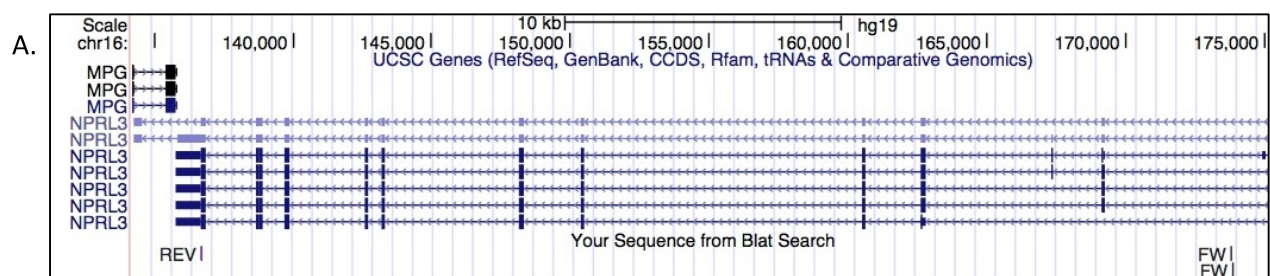 A.
Scale 10 kb hg19
chr16: 140,000 145,000 150,000 155,000 160,000 165,000 170,000 175,000
UCSC Genes (RefSeq, GenBank, CCDS, Rfam, tRNAs & Comparative Genomics)
MPG
MPG
MPG
NPRL3
NPRL3
NPRL3
NPRL3
NPRL3
NPRL3
NPRL3
Your Sequence from Blat Search
REV FW
FW